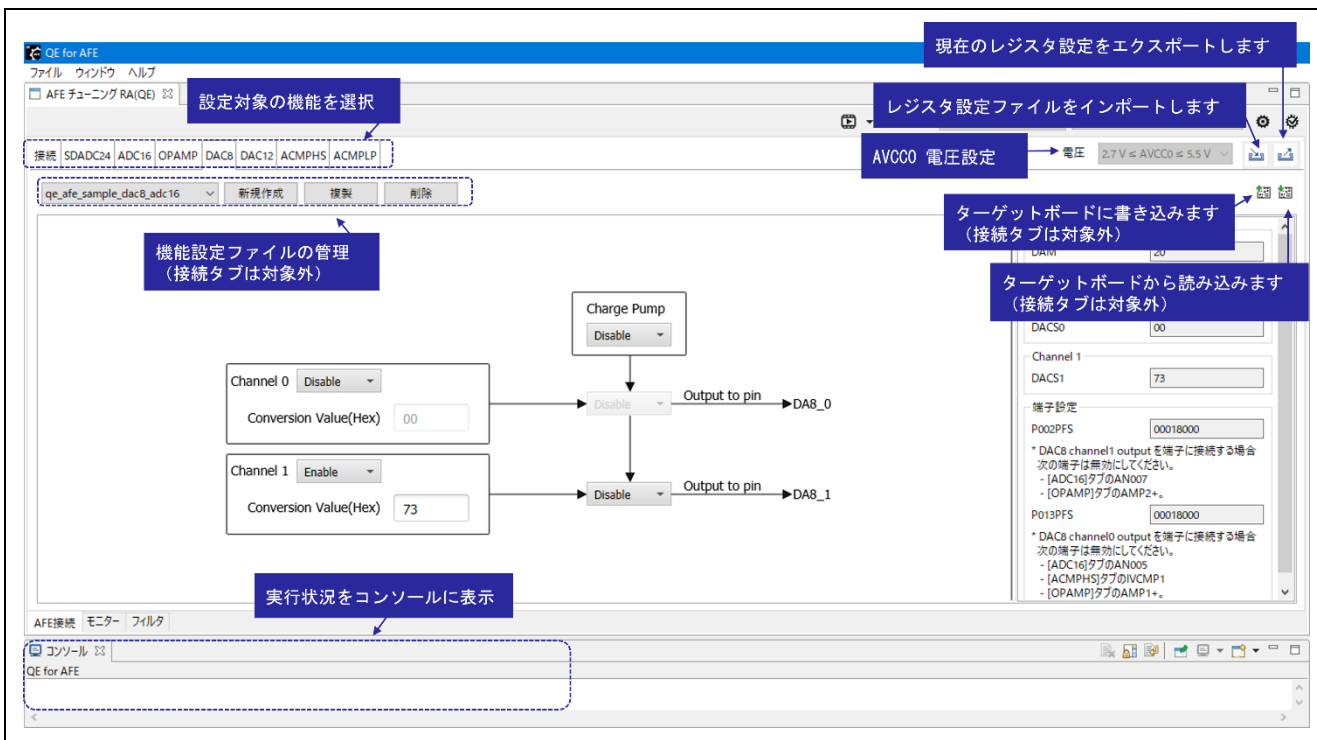 現在のレジスタ設定をエクスポートします
QE for AFE
ファイル ウィンドウ ヘルプ
AFE チューニング RA(QE)
設定対象の機能を選択
レジスタ設定ファイルをインポートします
接続 SDADC24 ADC16 OPAMP DAC8 DAC12 ACMPHS ACMPLP
AVCC0 電圧設定
電圧 2.7 V ≤ AVCC0 ≤ 5.5 V
qe_afe_sample_dac8_adc16 新規作成 複製 削除
ターゲットボードに書き込みます
(接続タブは対象外)
機能設定ファイルの管理
(接続タブは対象外)
DAM 20
ターゲットボードから読み込みます
(接続タブは対象外)
Charge Pump
Disable
DACS0 00
Channel 1
DACS1 73
Channel 0 Disable
Conversion Value(Hex) 00
Disable
Output to pin
DA8_0
Channel 1 Enable
Conversion Value(Hex) 73
Disable
Output to pin
DA8_1
端子設定
P002PFS 00018000
* DAC8 channel1 output を端子に接続する場合
次の端子は無効にしてください。
- [ADC16]タブのAN007
- [OPAMP]タブのAMP2+。
P013PFS 00018000
* DAC8 channel0 output を端子に接続する場合
次の端子は無効にしてください。
- [ADC16]タブのAN005
- [ACMPHS]タブのIVCMP1
- [OPAMP]タブのAMP1+。
実行状況をコンソールに表示
AFE接続 モニター フィルタ
コンソール
QE for AFE